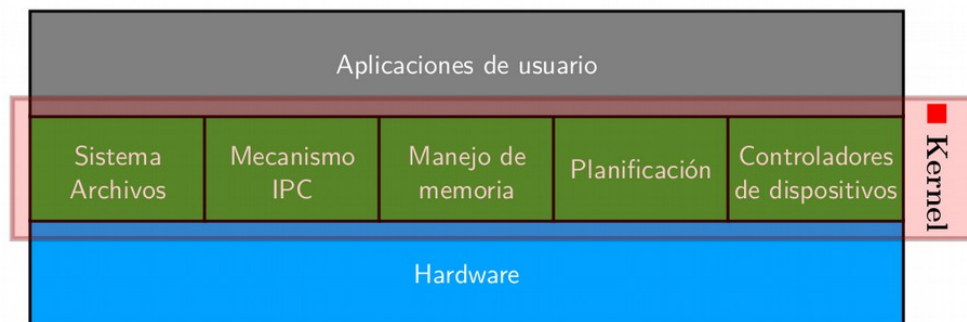 Aplicaciones de usuario
Sistema
Archivos
Mecanismo
IPC
Manejo de
memoria
Planificación
Controladores
de dispositivos
Kernel
Hardware